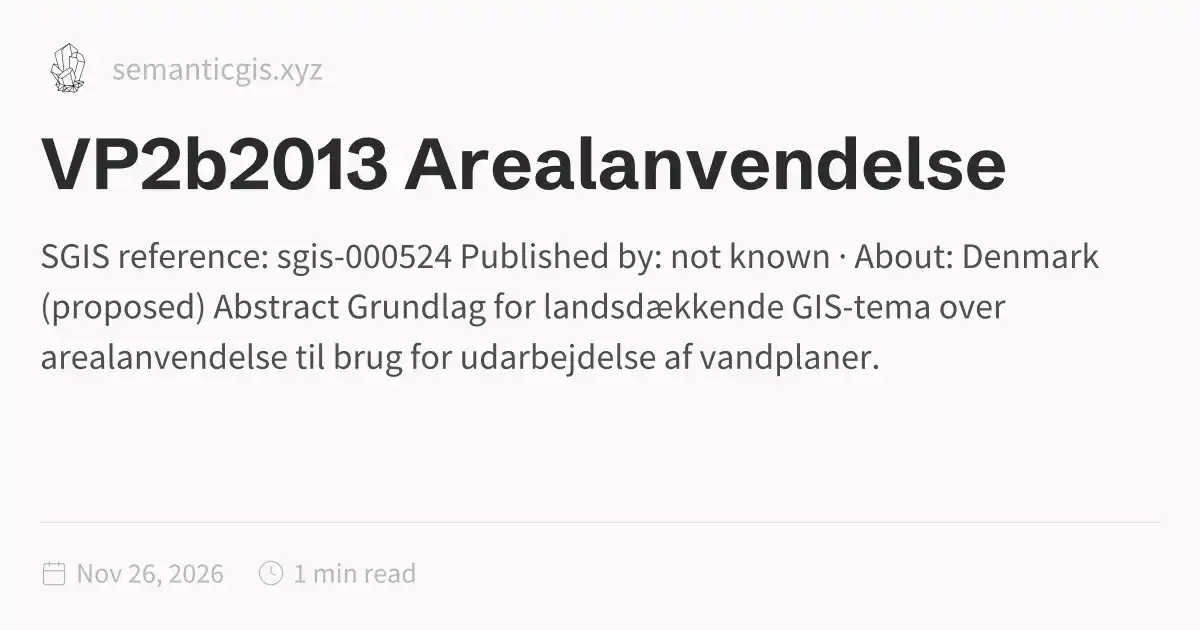 semanticgis.xyz
VP2b2013 Arealanvendelse
SGIS reference: sgis-000524 Published by: not known · About: Denmark
(proposed) Abstract Grundlag for landsdækkende GIS-tema over
arealanvendelse til brug for udarbejdelse af vandplaner.
Nov 26, 2026 1 min read